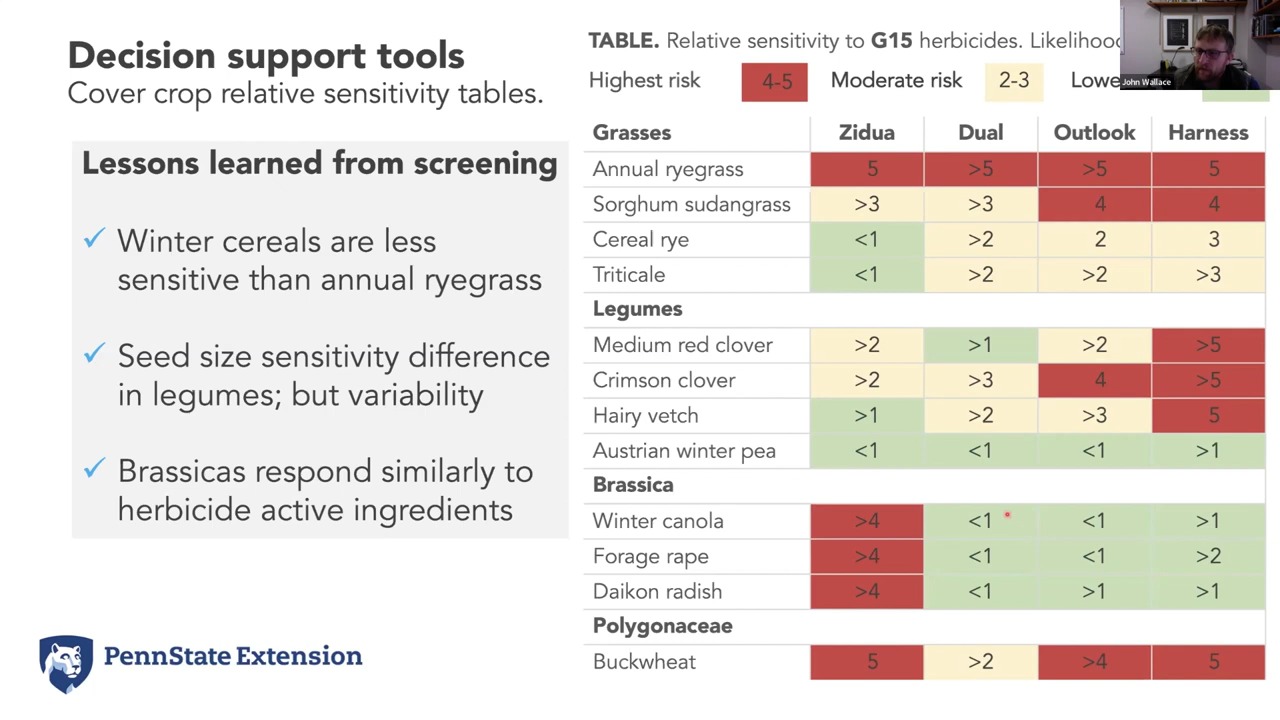 Decision support tools
Cover crop relative sensitivity tables.
Lessons learned from screening
✓ Winter cereals are less
sensitive than annual ryegrass
✓ Seed size sensitivity difference
in legumes; but variability
✓ Brassicas respond similarly to
herbicide active ingredients
PennState Extension
TABLE. Relative sensitivity to G15 herbicides. Likelihood
Highest risk 4-5 Moderate risk 2-3 Lowe
John Wallace
Grasses Zidua Dual Outlook Harness
Annual ryegrass 5 >5 >5 5
Sorghum sudangrass >3 >3 4 4
Cereal rye <1 >2 2 3
Triticale <1 >2 >2 >3
Legumes
Medium red clover >2 >1 >2 >5
Crimson clover >2 >3 4 >5
Hairy vetch >1 >2 >3 5
Austrian winter pea <1 <1 <1 >1
Brassica
Winter canola >4 <1 <1 >1
Forage rape >4 <1 <1 >2
Daikon radish >4 <1 >1 >1
Polygonaceae
Buckwheat 5 >2 >4 5